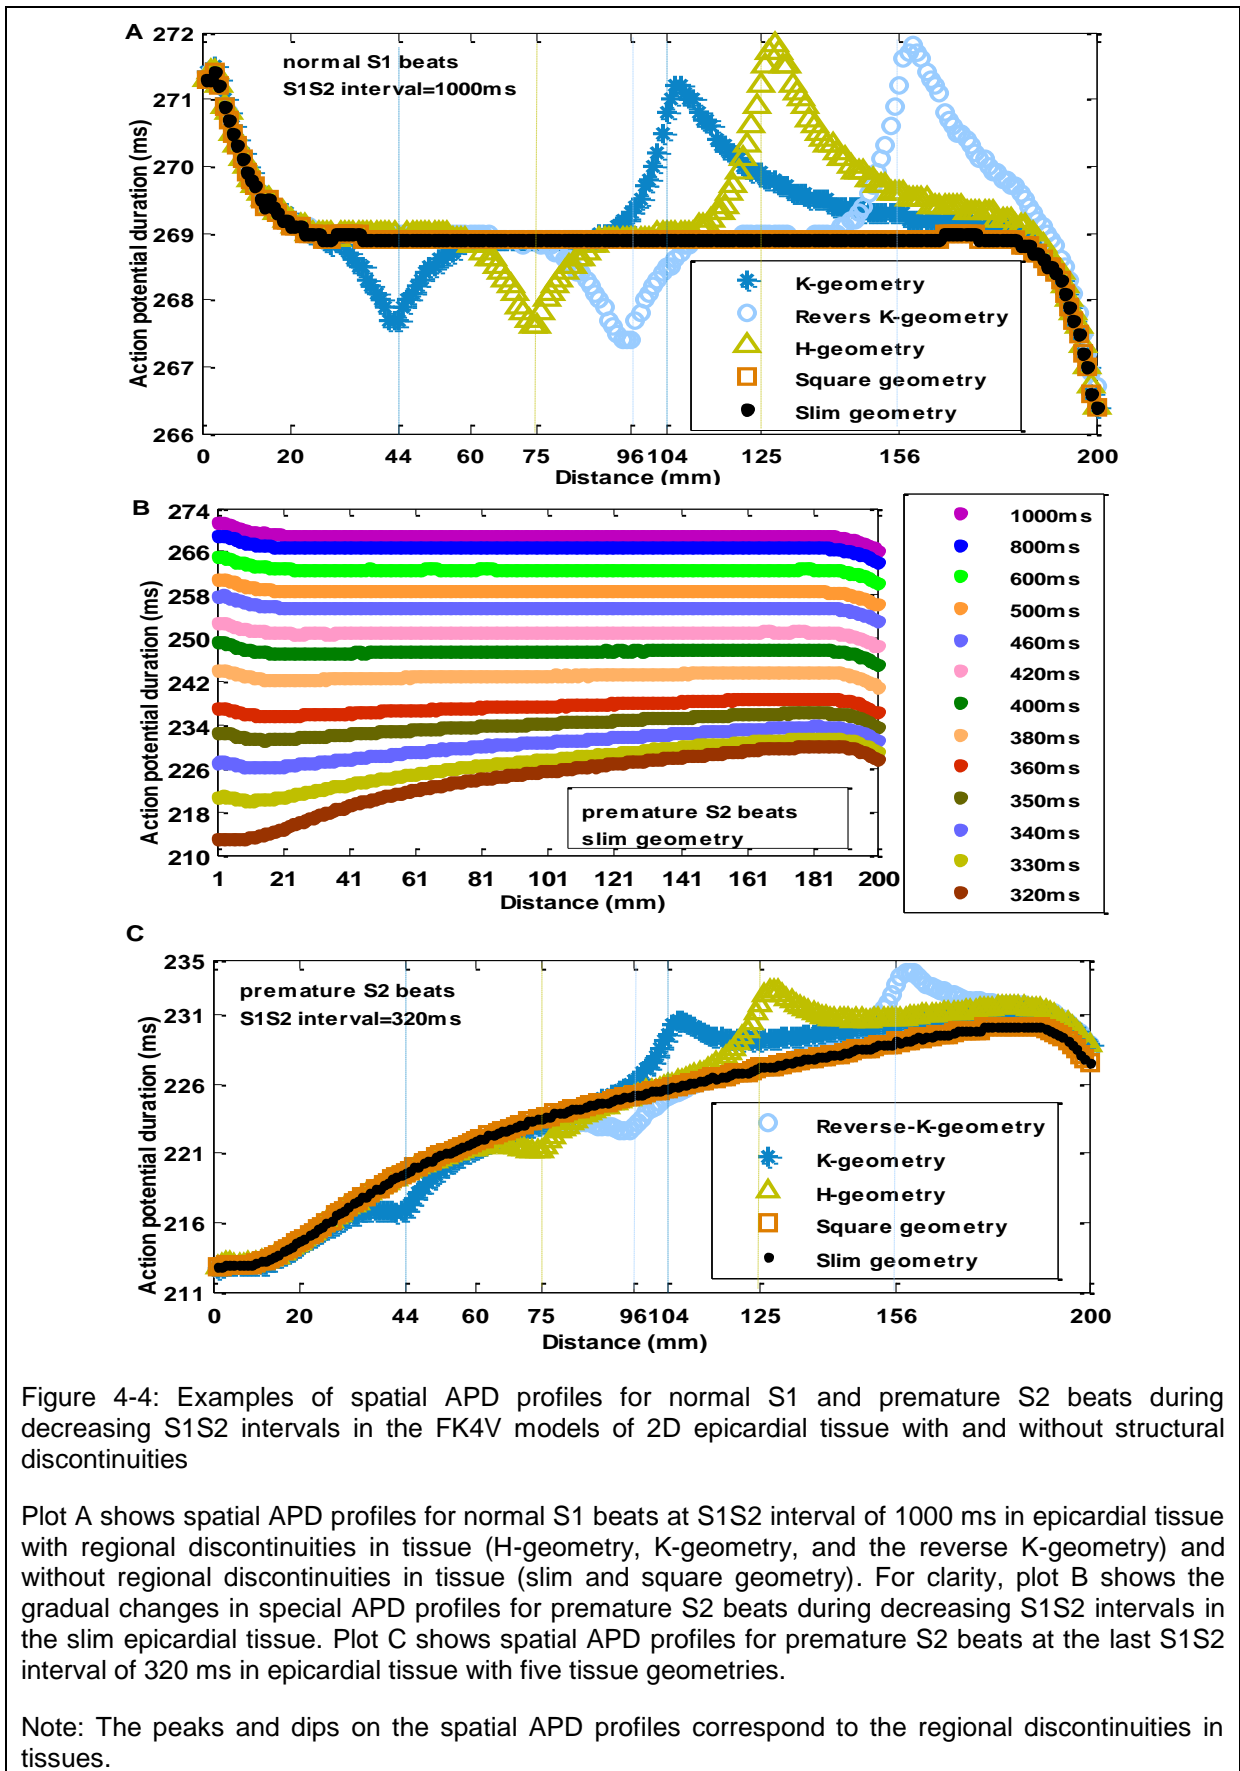 A
272
271
270
269
268
267
266
Action potential duration (ms)
normal S1 beats
S1S2 interval=1000ms
K-geometry
Revers K-geometry
H-geometry
Square geometry
Slim geometry
0 20 44 60 75 96 104 125 156 200
Distance (mm)
B
274
266
258
250
242
234
226
218
210
Action potential duration (ms)
premature S2 beats
slim geometry
1 21 41 61 81 101 121 141 161 181 200
Distance (mm)
1000ms
800ms
600ms
500ms
460ms
420ms
400ms
380ms
360ms
350ms
340ms
330ms
320ms
C
235
231
226
221
216
211
Action potential duration (ms)
premature S2 beats
S1S2 interval=320ms
Reverse-K-geometry
K-geometry
H-geometry
Square geometry
Slim geometry
0 20 44 60 75 96 104 125 156 200
Distance (mm)
Figure 4-4: Examples of spatial APD profiles for normal S1 and premature S2 beats during
decreasing S1S2 intervals in the FK4V models of 2D epicardial tissue with and without structural
discontinuities
Plot A shows spatial APD profiles for normal S1 beats at S1S2 interval of 1000 ms in epicardial tissue
with regional discontinuities in tissue (H-geometry, K-geometry, and the reverse K-geometry) and
without regional discontinuities in tissue (slim and square geometry). For clarity, plot B shows the
gradual changes in special APD profiles for premature S2 beats during decreasing S1S2 intervals in
the slim epicardial tissue. Plot C shows spatial APD profiles for premature S2 beats at the last S1S2
interval of 320 ms in epicardial tissue with five tissue geometries.
Note: The peaks and dips on the spatial APD profiles correspond to the regional discontinuities in
tissues.